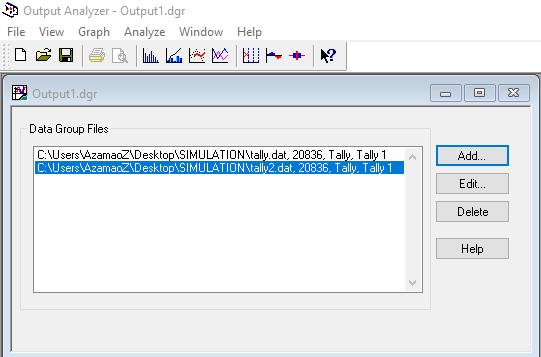 Output Analyzer - Output1.dgr
File View Graph Analyze Window Help
Output1.dgr
Data Group Files
C:\Users\AzamaoZ\Desktop\SIMULATION\tally.dat, 20836, Tally, Tally 1
C:\Users\AzamaoZ\Desktop\SIMULATION\tally2.dat, 20836, Tally, Tally 1
Add...
Edit...
Delete
Help